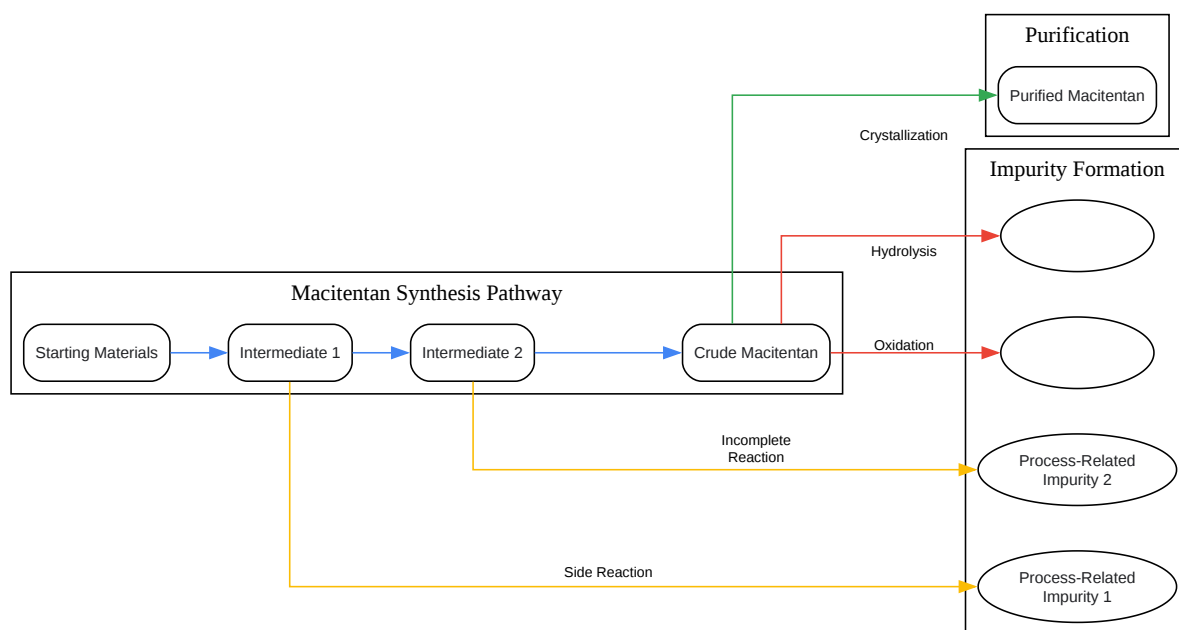 Purification
Purified Macitentan
Crystallization
Impurity Formation
Hydrolysis
Macitentan Synthesis Pathway
Starting Materials
Intermediate 1
Intermediate 2
Crude Macitentan
Oxidation
Incomplete
Reaction
Process-Related
Impurity 2
Side Reaction
Process-Related
Impurity 1